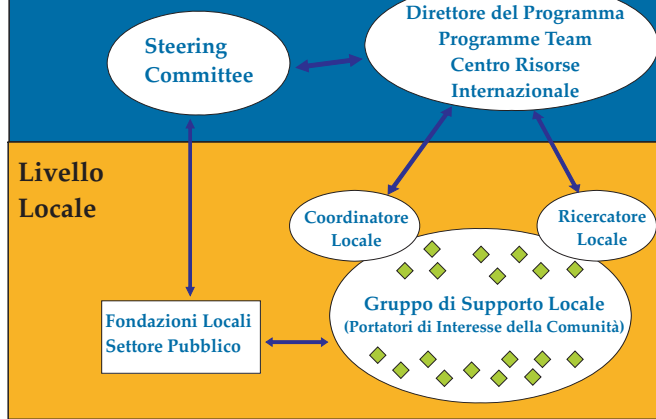 Steering
Committee
Direttore del Programma
Programme Team
Centro Risorse
Internazionale
Livello
Locale
Coordinatore
Locale
Ricercatore
Locale
Gruppo di Supporto Locale
(Portatori di Interesse della Comunità)
Fondazioni Locali
Settore Pubblico